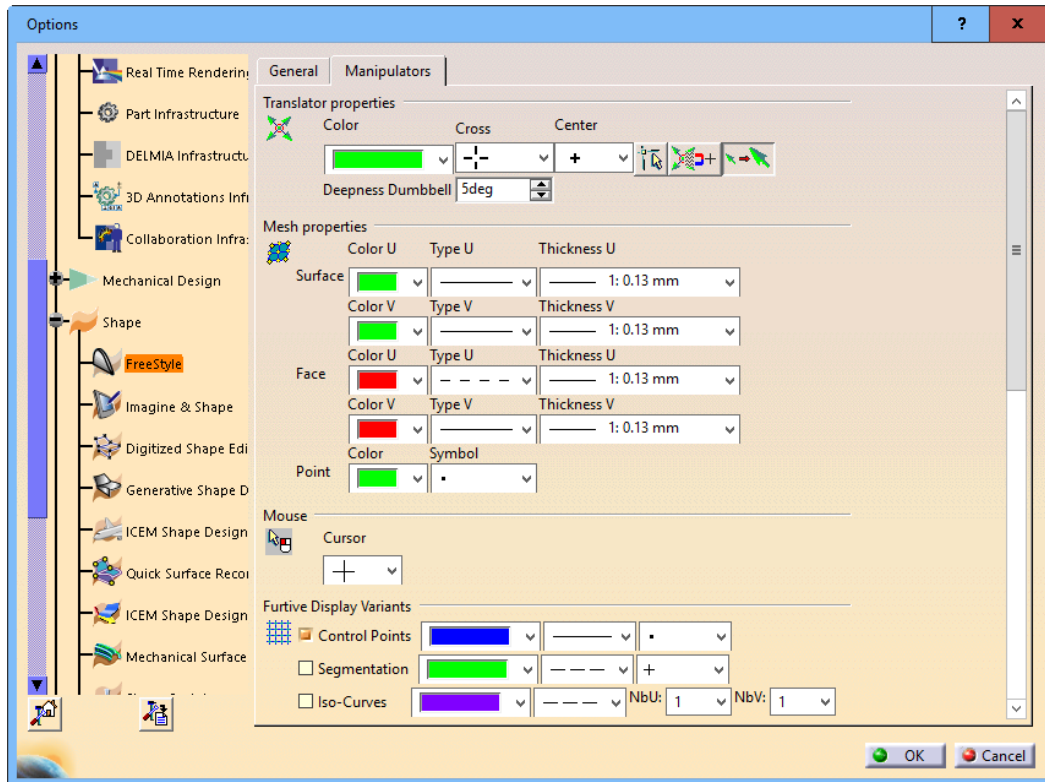 Options
?
x
Real Time Rendering
Part Infrastructure
DELMIA Infrastructu
3D Annotations Infr
Collaboration Infra:
Mechanical Design
Shape
FreeStyle
Imagine & Shape
Digitized Shape Edi
Generative Shape D
ICEM Shape Design
Quick Surface Recon
ICEM Shape Design
Mechanical Surface
General Manipulators
Translator properties
Color Cross Center
Deepness Dumbbell 5deg
Mesh properties
Color U Type U Thickness U
Surface 1: 0.13 mm
Color V Type V Thickness V
1: 0.13 mm
Color U Type U Thickness U
Face 1: 0.13 mm
Color V Type V Thickness V
1: 0.13 mm
Color Symbol
Point
Mouse
Cursor
Furtive Display Variants
Control Points
Segmentation
Iso-Curves NbU: 1 NbV: 1
OK Cancel